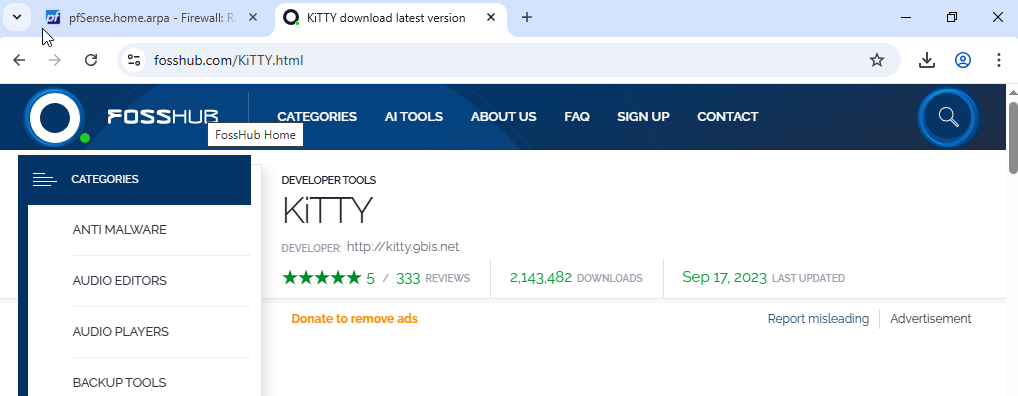 pfSense.home.arpa - Firewall: R
KiTTY download latest version
fosshub.com/KiTTY.html
FOSSHUB
CATEGORIES
AI TOOLS
ABOUT US
FAQ
SIGN UP
CONTACT
FossHub Home
CATEGORIES
ANTI MALWARE
AUDIO EDITORS
AUDIO PLAYERS
BACKUP TOOLS
DEVELOPER TOOLS
KiTTY
DEVELOPER: http://kitty.9bis.net
5 / 333 REVIEWS
2,143,482 DOWNLOADS
Sep 17, 2023 LAST UPDATED
Donate to remove ads
Report misleading
Advertisement